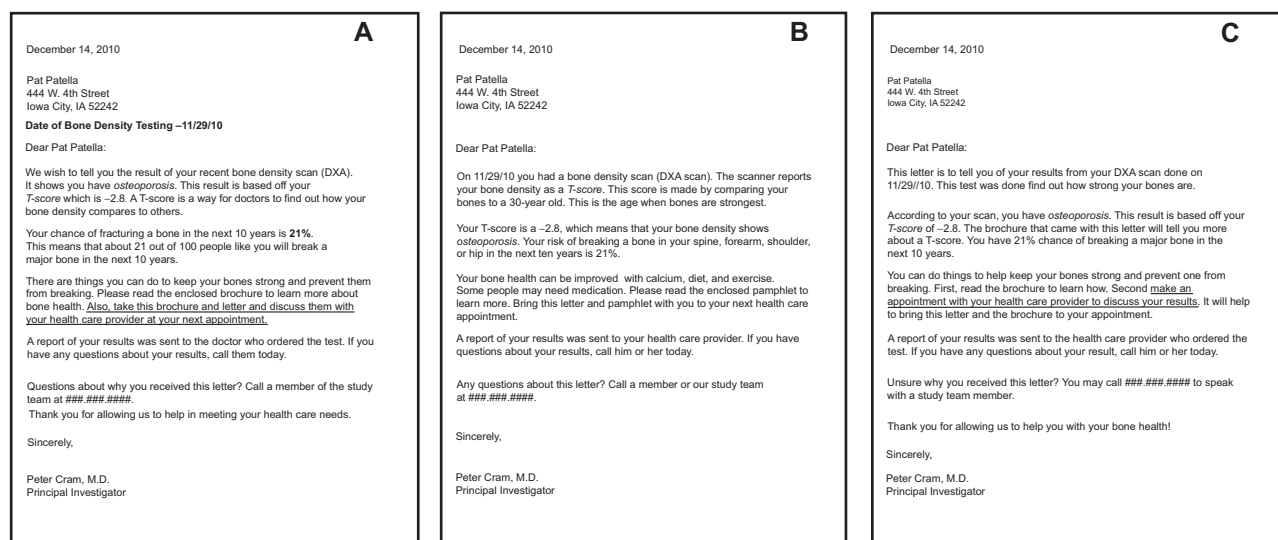 A
December 14, 2010
Pat Patella
444 W. 4th Street
Iowa City, IA 52242
Date of Bone Density Testing –11/29/10
Dear Pat Patella:
We wish to tell you the result of your recent bone density scan (DXA).
It shows you have osteoporosis. This result is based off your
T-score which is –2.8. A T-score is a way for doctors to find out how your
bone density compares to others.
Your chance of fracturing a bone in the next 10 years is 21%.
This means that about 21 out of 100 people like you will break a
major bone in the next 10 years.
There are things you can do to keep your bones strong and prevent them
from breaking. Please read the enclosed brochure to learn more about
bone health. Also, take this brochure and letter and discuss them with
your health care provider at your next appointment.
A report of your results was sent to the doctor who ordered the test. If you
have any questions about your results, call them today.
Questions about why you received this letter? Call a member of the study
team at ###.###.####.
Thank you for allowing us to help in meeting your health care needs.
Sincerely,
Peter Cram, M.D.
Principal Investigator
B
December 14, 2010
Pat Patella
444 W. 4th Street
Iowa City, IA 52242
Dear Pat Patella:
On 11/29/10 you had a bone density scan (DXA scan). The scanner reports
your bone density as a T-score. This score is made by comparing your
bones to a 30-year old. This is the age when bones are strongest.
Your T-score is a –2.8, which means that your bone density shows
osteoporosis. Your risk of breaking a bone in your spine, forearm, shoulder,
or hip in the next ten years is 21%.
Your bone health can be improved with calcium, diet, and exercise.
Some people may need medication. Please read the enclosed pamphlet to
learn more. Bring this letter and pamphlet with you to your next health care
appointment.
A report of your results was sent to your health care provider. If you have
questions about your results, call him or her today.
Any questions about this letter? Call a member or our study team
at ###.###.####.
Sincerely,
Peter Cram, M.D.
Principal Investigator
C
December 14, 2010
Pat Patella
444 W. 4th Street
Iowa City, IA 52242
Dear Pat Patella:
This letter is to tell you of your results from your DXA scan done on
11/29//10. This test was done find out how strong your bones are.
According to your scan, you have osteoporosis. This result is based off your
T-score of –2.8. The brochure that came with this letter will tell you more
about a T-score. You have 21% chance of breaking a major bone in the
next 10 years.
You can do things to help keep your bones strong and prevent one from
breaking. First, read the brochure to learn how. Second make an
appointment with your health care provider to discuss your results. It will help
to bring this letter and the brochure to your appointment.
A report of your results was sent to the health care provider who ordered the
test. If you have any questions about your result, call him or her today.
Unsure why you received this letter? You may call ###.###.#### to speak
with a study team member.
Thank you for allowing us to help you with your bone health!
Sincerely,
Peter Cram, M.D.
Principal Investigator